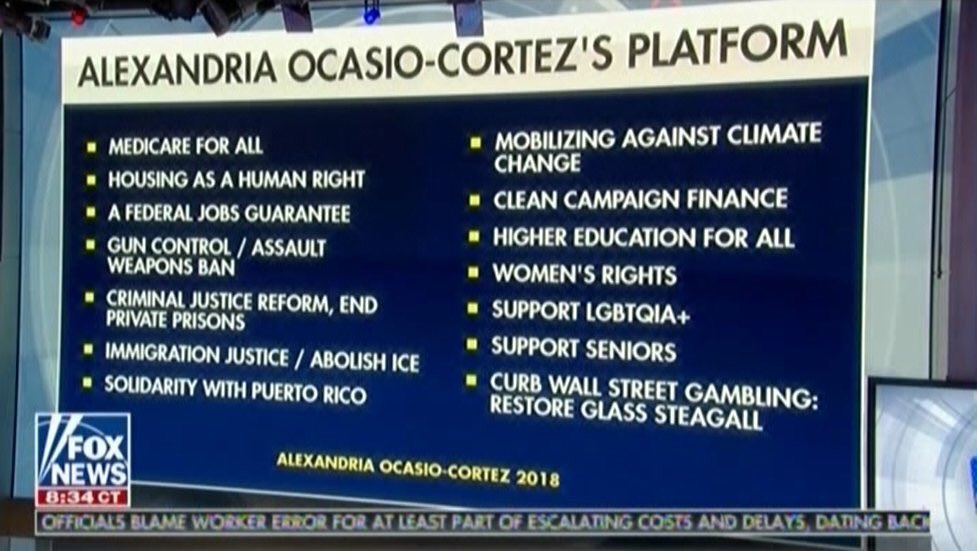 ALEXANDRIA OCASIO-CORTEZ'S PLATFORM
MEDICARE FOR ALL
HOUSING AS A HUMAN RIGHT
A FEDERAL JOBS GUARANTEE
GUN CONTROL / ASSAULT
WEAPONS BAN
CRIMINAL JUSTICE REFORM, END
PRIVATE PRISONS
IMMIGRATION JUSTICE / ABOLISH ICE
SOLIDARITY WITH PUERTO RICO
MOBILIZING AGAINST CLIMATE
CHANGE
CLEAN CAMPAIGN FINANCE
HIGHER EDUCATION FOR ALL
WOMEN'S RIGHTS
SUPPORT LGBTQIA+
SUPPORT SENIORS
CURB WALL STREET GAMBLING:
RESTORE GLASS STEAGALL
ALEXANDRIA OCASIO-CORTEZ 2018
FOX
NEWS
8:34 CT
OFFICIALS BLAME WORKER ERROR FOR AT LEAST PART OF ESCALATING COSTS AND DELAYS, DATING BACK